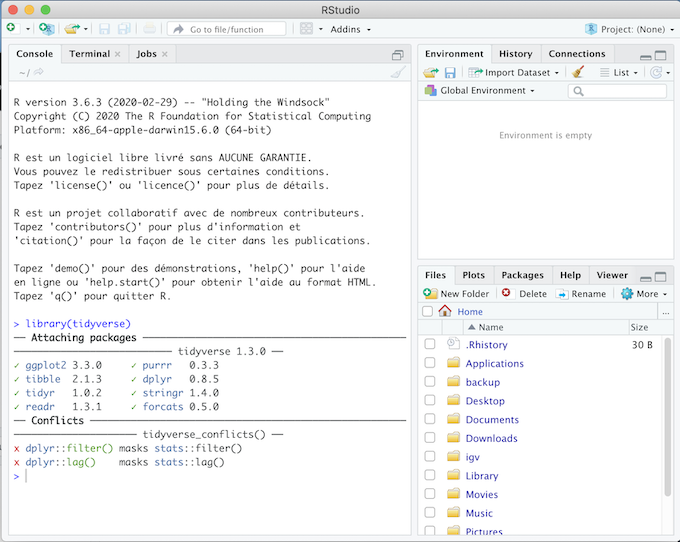 RStudio
Go to file/function
Addins
Project: (None)
Console Terminal Jobs
~/
R version 3.6.3 (2020-02-29) -- "Holding the Windsock"
Copyright (C) 2020 The R Foundation for Statistical Computing
Platform: x86_64-apple-darwin15.6.0 (64-bit)
R est un logiciel libre livré sans AUCUNE GARANTIE.
Vous pouvez le redistribuer sous certaines conditions.
Tapez 'license()' ou 'licence()' pour plus de détails.
R est un projet collaboratif avec de nombreux contributeurs.
Tapez 'contributors()' pour plus d'information et
'citation()' pour la façon de le citer dans les publications.
Tapez 'demo()' pour des démonstrations, 'help()' pour l'aide
en ligne ou 'help.start()' pour obtenir l'aide au format HTML.
Tapez 'q()' pour quitter R.
> library(tidyverse)
── Attaching packages ──────────────────
────────────────── tidyverse 1.3.0 ──
✓ ggplot2 3.3.0 ✓ purrr 0.3.3
✓ tibble 2.1.3 ✓ dplyr 0.8.5
✓ tidyr 1.0.2 ✓ stringr 1.4.0
✓ readr 1.3.1 ✓ forcats 0.5.0
── Conflicts ──────────────────
────────────────── tidyverse_conflicts() ──
x dplyr::filter() masks stats::filter()
x dplyr::lag() masks stats::lag()
>
Environment History Connections
Import Dataset List
Global Environment
Environment is empty
Files Plots Packages Help Viewer
New Folder Delete Rename More
Home ...
Name Size
.Rhistory 30 B
Applications
backup
Desktop
Documents
Downloads
igv
Library
Movies
Music
Pictures